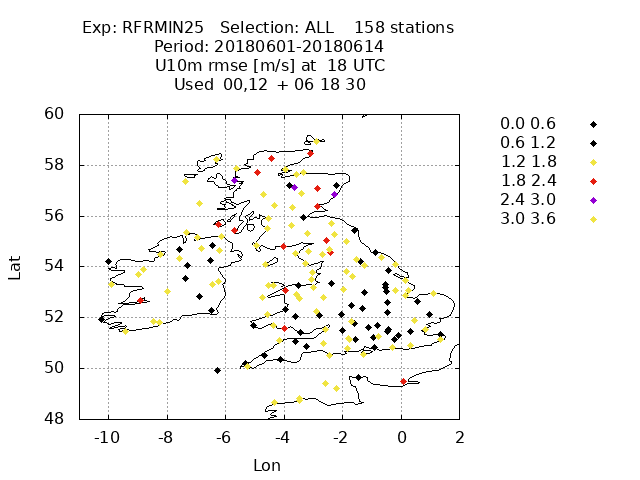 Exp: RFRMIN25 Selection: ALL 158 stations
Period: 20180601-20180614
U10m rmse [m/s] at 18 UTC
Used 00,12 + 06 18 30
60
58
56
54
52
50
48
Lat
-10 -8 -6 -4 -2 0 2
Lon
0.0 0.6
0.6 1.2
1.2 1.8
1.8 2.4
2.4 3.0
3.0 3.6